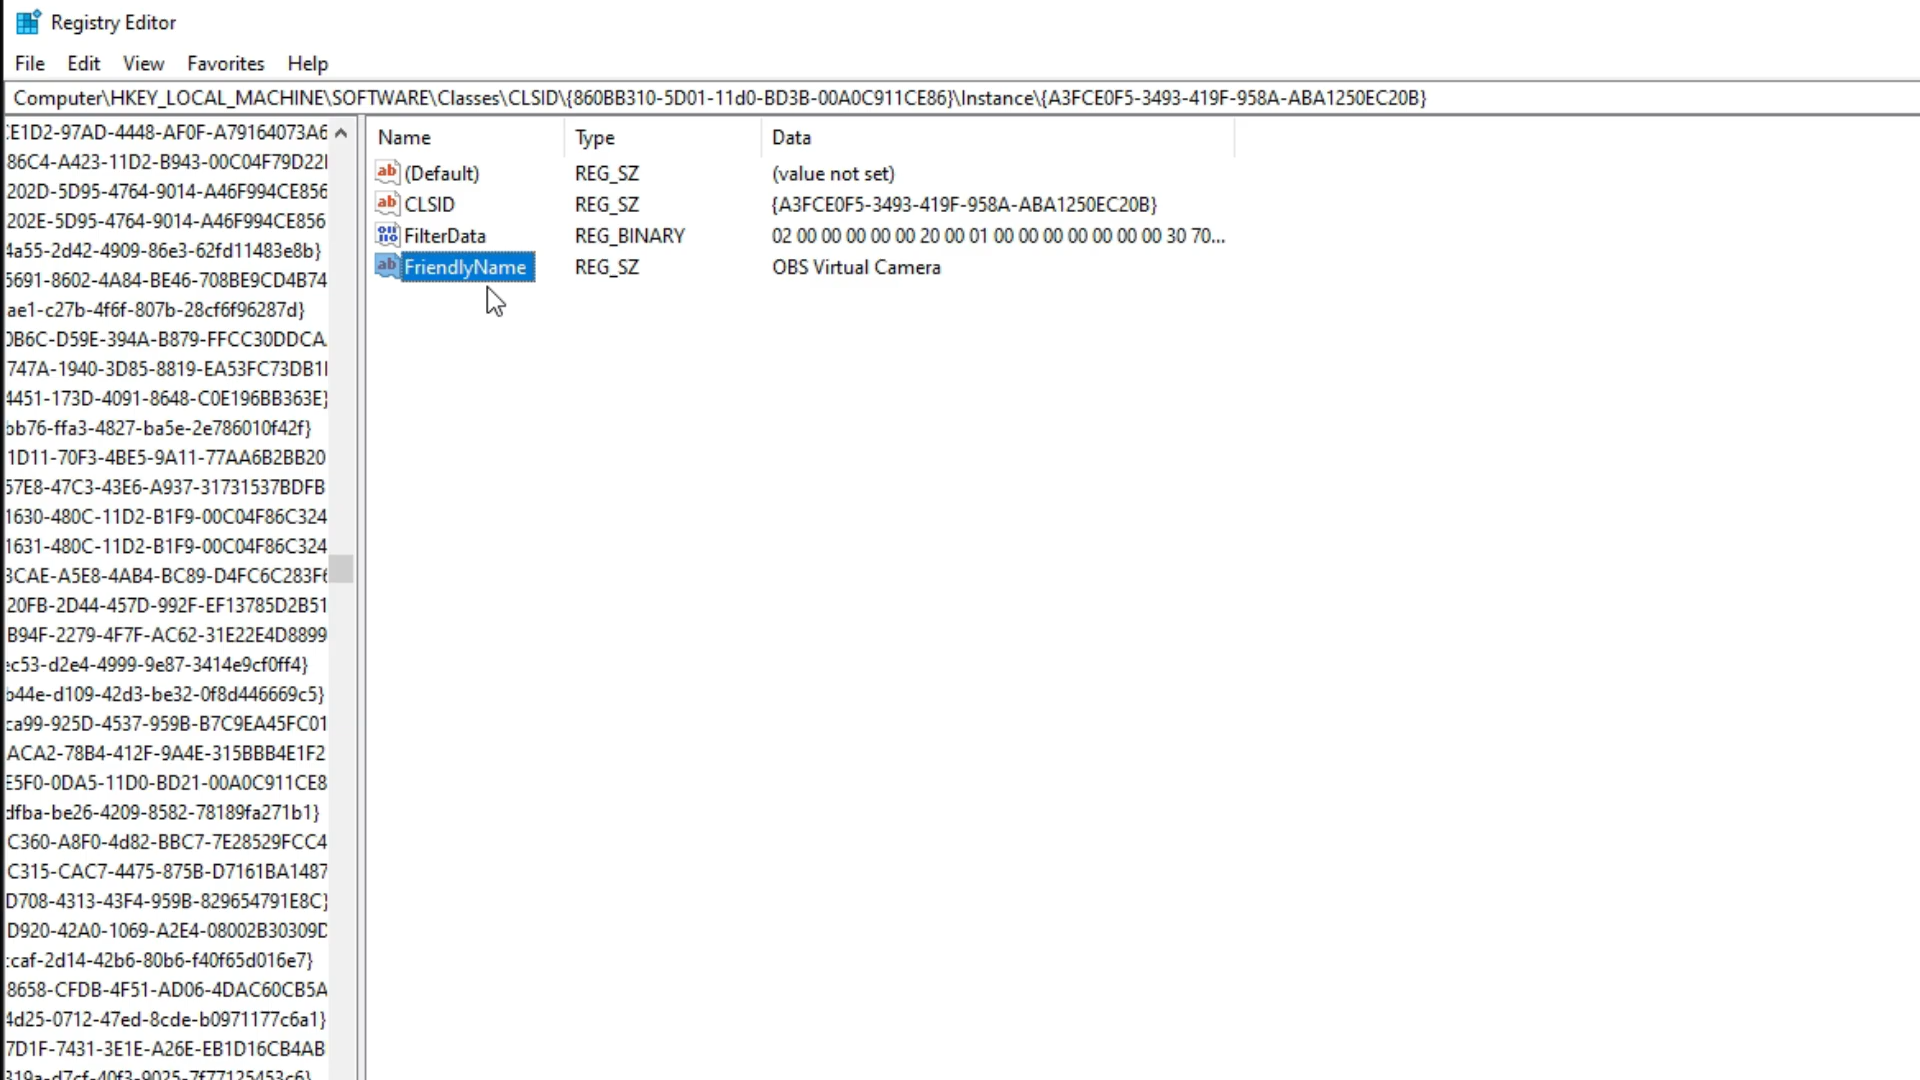 Registry Editor
File Edit View Favorites Help
Computer\HKEY_LOCAL_MACHINE\SOFTWARE\Classes\CLSID\{860BB310-5D01-11d0-BD3B-00A0C911CE86}\Instance\{A3FCE0F5-3493-419F-958A-ABA1250EC20B}
Name Type Data
(Default) REG_SZ (value not set)
CLSID REG_SZ {A3FCE0F5-3493-419F-958A-ABA1250EC20B}
FilterData REG_BINARY 02 00 00 00 00 00 20 00 01 00 00 00 00 00 00 00 30 70...
FriendlyName REG_SZ OBS Virtual Camera
E1D2-97AD-4448-AF0F-A79164073A6
86C4-A423-11D2-B943-00C04F79D22
202D-5D95-4764-9014-A46F994CE856
202E-5D95-4764-9014-A46F994CE856
4a55-2d42-4909-86e3-62fd11483e8b}
5691-8602-4A84-BE46-708BE9CD4B74
ae1-c27b-4f6f-807b-28cf6f96287d}
0B6C-D59E-394A-B879-FFCC30DDCA
747A-1940-3D85-8819-EA53FC73DB1
4451-173D-4091-8648-C0E196BB363E}
bb76-ffa3-4827-ba5e-2e786010f42f}
1D11-70F3-4BE5-9A11-77AA6B2BB20
57E8-47C3-43E6-A937-31731537BDFB
1630-480C-11D2-B1F9-00C04F86C324
1631-480C-11D2-B1F9-00C04F86C324
3CAE-A5E8-4AB4-BC89-D4FC6C283F6
20FB-2D44-457D-992F-EF13785D2B51
B94F-2279-4F7F-AC62-31E22E4D8899
ec53-d2e4-4999-9e87-3414e9cf0ff4}
b44e-d109-42d3-be32-0f8d446669c5}
ca99-925D-4537-959B-B7C9EA45FC01
ACA2-78B4-412F-9A4E-315BBB4E1F2
E5F0-0DA5-11D0-BD21-00A0C911CE8
dfba-be26-4209-8582-78189fa271b1}
C360-A8F0-4d82-BBC7-7E28529FCC4
C315-CAC7-4475-875B-D7161BA1487
D708-4313-43F4-959B-829654791E8C}
D920-42A0-1069-A2E4-08002B30309D
ccaf-2d14-42b6-80b6-f40f65d016e7}
8658-CFDB-4F51-AD06-4DAC60CB5A
4d25-0712-47ed-8cde-b0971177c6a1}
7D1F-7431-3E1E-A26E-EB1D16CB4AB
319a-d7cf-40f3-9025-7f77125453c6}